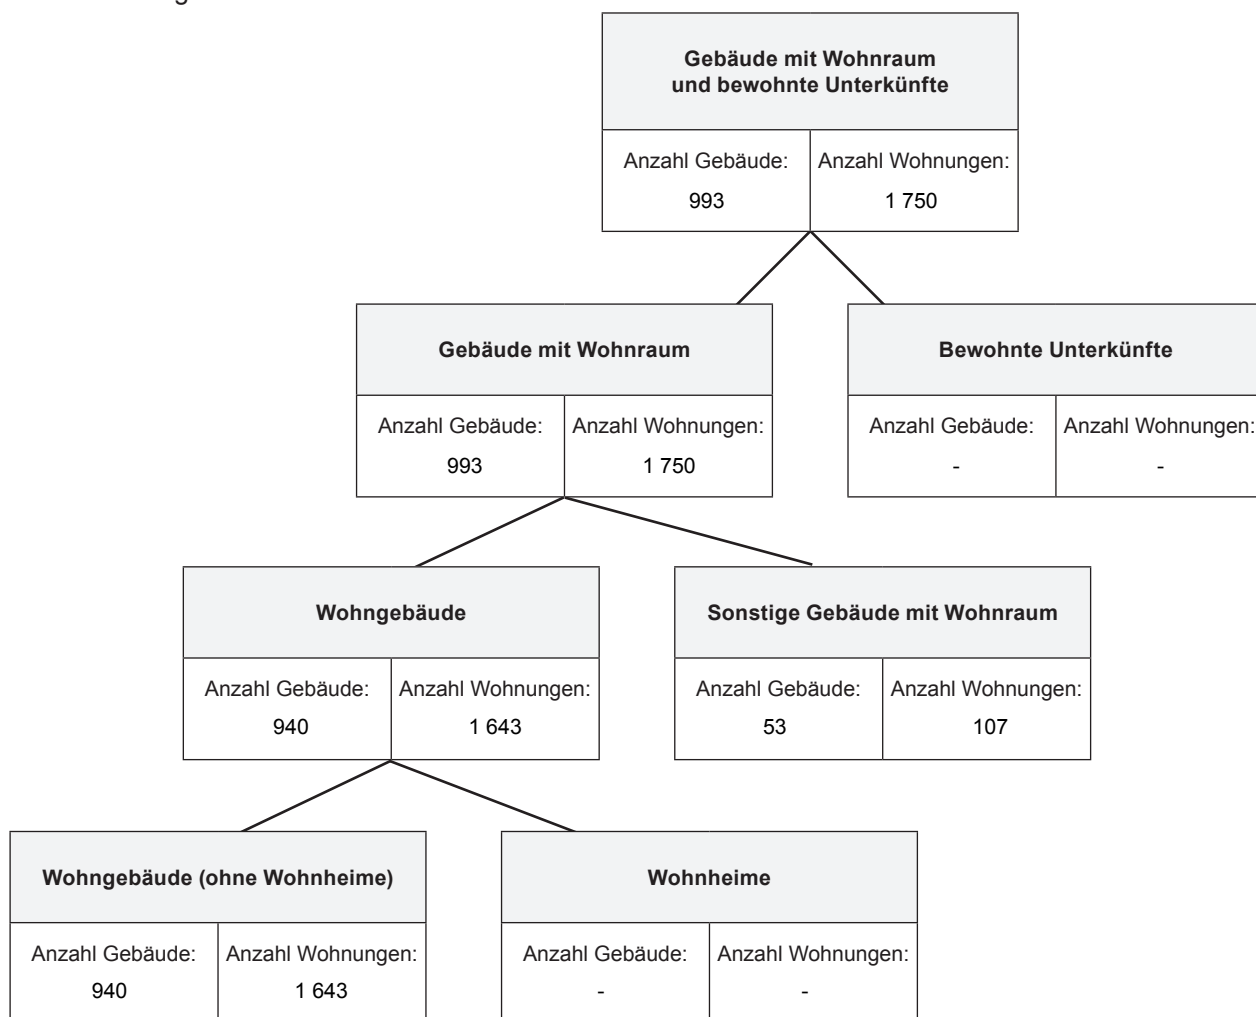 Gebäude mit Wohnraum
und bewohnte Unterkünfte
Anzahl Gebäude: Anzahl Wohnungen:
993 1 750
Gebäude mit Wohnraum
Anzahl Gebäude: Anzahl Wohnungen:
993 1 750
Bewohnte Unterkünfte
Anzahl Gebäude: Anzahl Wohnungen:
- -
Wohngebäude
Anzahl Gebäude: Anzahl Wohnungen:
940 1 643
Sonstige Gebäude mit Wohnraum
Anzahl Gebäude: Anzahl Wohnungen:
53 107
Wohngebäude (ohne Wohnheime)
Anzahl Gebäude: Anzahl Wohnungen:
940 1 643
Wohnheime
Anzahl Gebäude: Anzahl Wohnungen:
- -